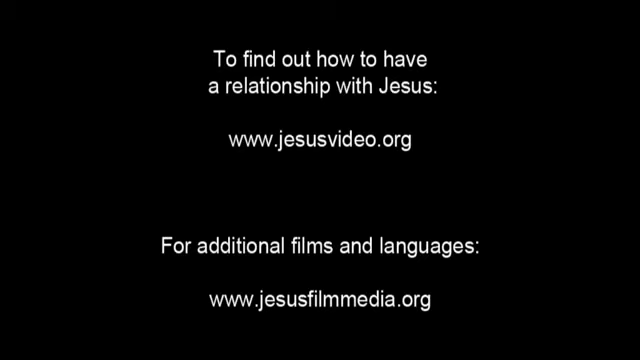 To find out how to have
a relationship with Jesus:
www.jesusvideo.org
For additional films and languages:
www.jesusfilmmedia.org